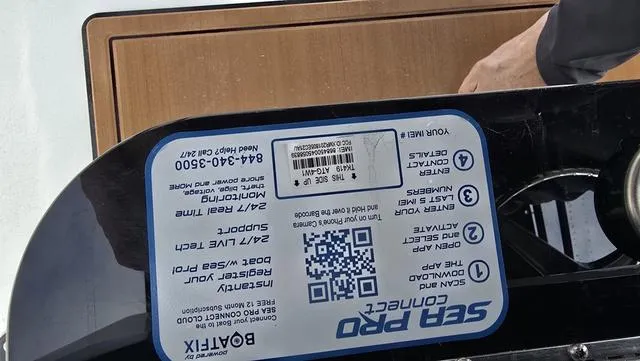 SEA PRO
CONNECT
powered by
BOATFIX
Connect your Boat to the
SEA PRO CONNECT CLOUD
FREE 12 Month Subscription
1 SCAN and
DOWNLOAD
THE APP
2 OPEN APP
and SELECT
ACTIVATE
3 ENTER YOUR
LAST 5 IMEI
NUMBERS
4 ENTER
CONTACT
DETAILS
Turn on your Phone's Camera
and Hold it over the Barcode
Instantly
Register your
boat w/Sea Pro!
24/7 LIVE Tech
Support
24/7 Real Time
Monitoring
theft, bilge, voltage,
shore power, and MORE
YOUR IMEI #
THIS SIDE UP
TK419 ATG-4W1
Need Help? Call 24/7
844-340-3500